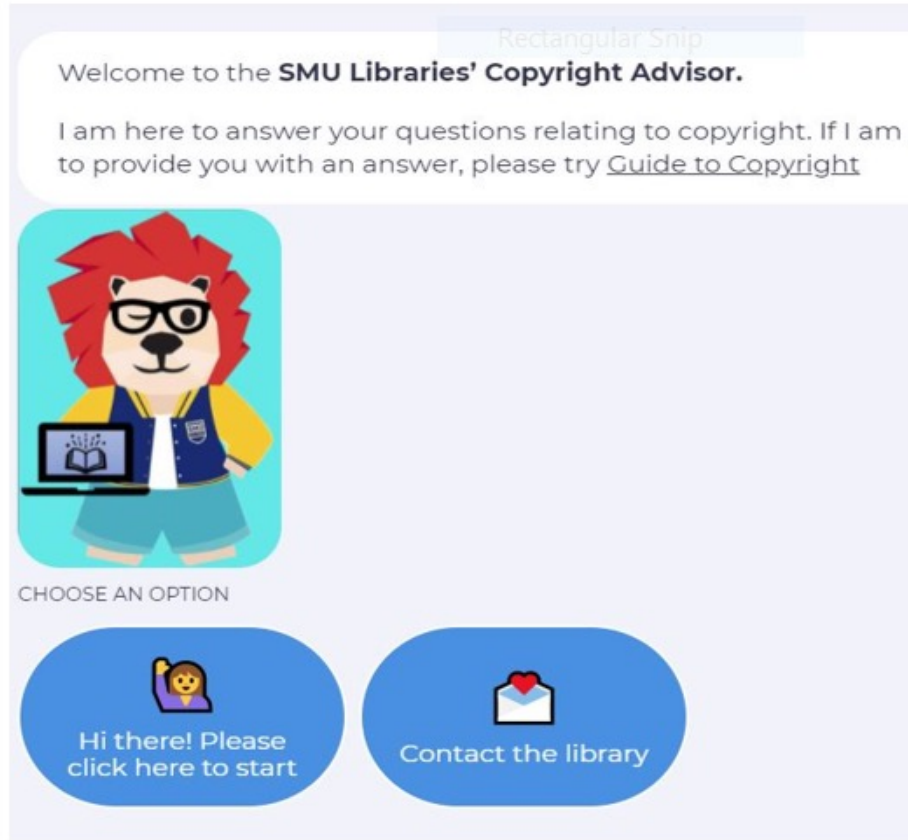 Rectangular Snip
Welcome to the SMU Libraries’ Copyright Advisor.
I am here to answer your questions relating to copyright. If I am
to provide you with an answer, please try Guide to Copyright
CHOOSE AN OPTION
Hi there! Please
click here to start
Contact the library